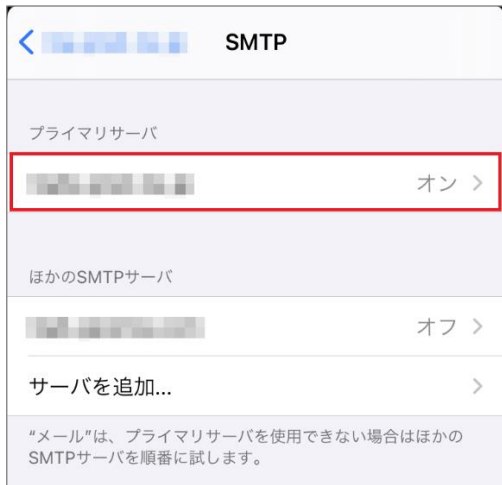 SMTP
プライマリサーバ
オン
ほかのSMTPサーバ
オフ
サーバを追加...
“メール”は、プライマリサーバを使用できない場合はほかの
SMTPサーバを順番に試します。